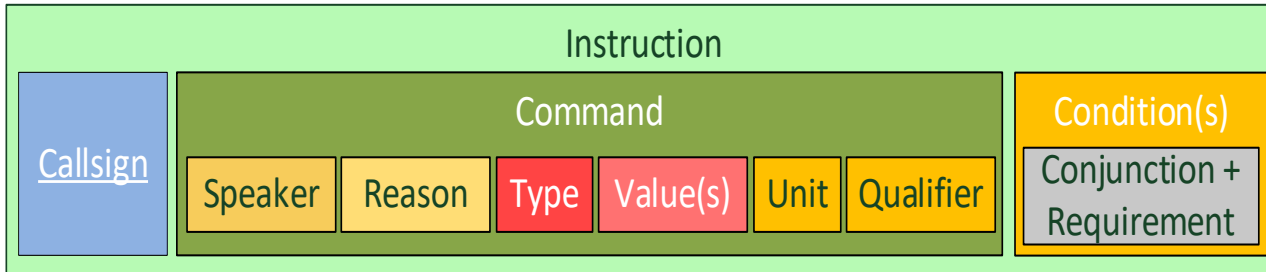 Instruction
Callsign
Command
Speaker
Reason
Type
Value(s)
Unit
Qualifier
Condition(s)
Conjunction +
Requirement